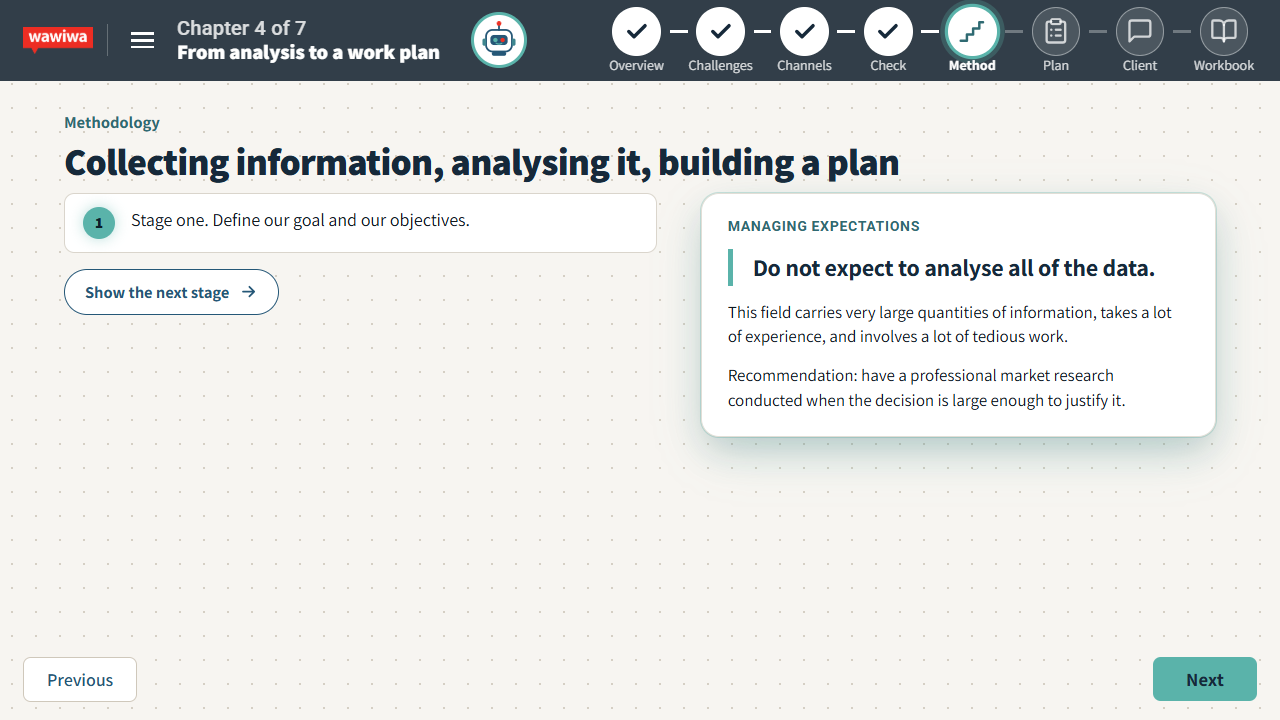 wawiwa
Chapter 4 of 7
From analysis to a work plan
Overview
Challenges
Channels
Check
Method
Plan
Client
Workbook
Methodology
Collecting information, analysing it, building a plan
1
Stage one. Define our goal and our objectives.
Show the next stage
MANAGING EXPECTATIONS
Do not expect to analyse all of the data.
This field carries very large quantities of information, takes a lot
of experience, and involves a lot of tedious work.
Recommendation: have a professional market research
conducted when the decision is large enough to justify it.
Previous
Next